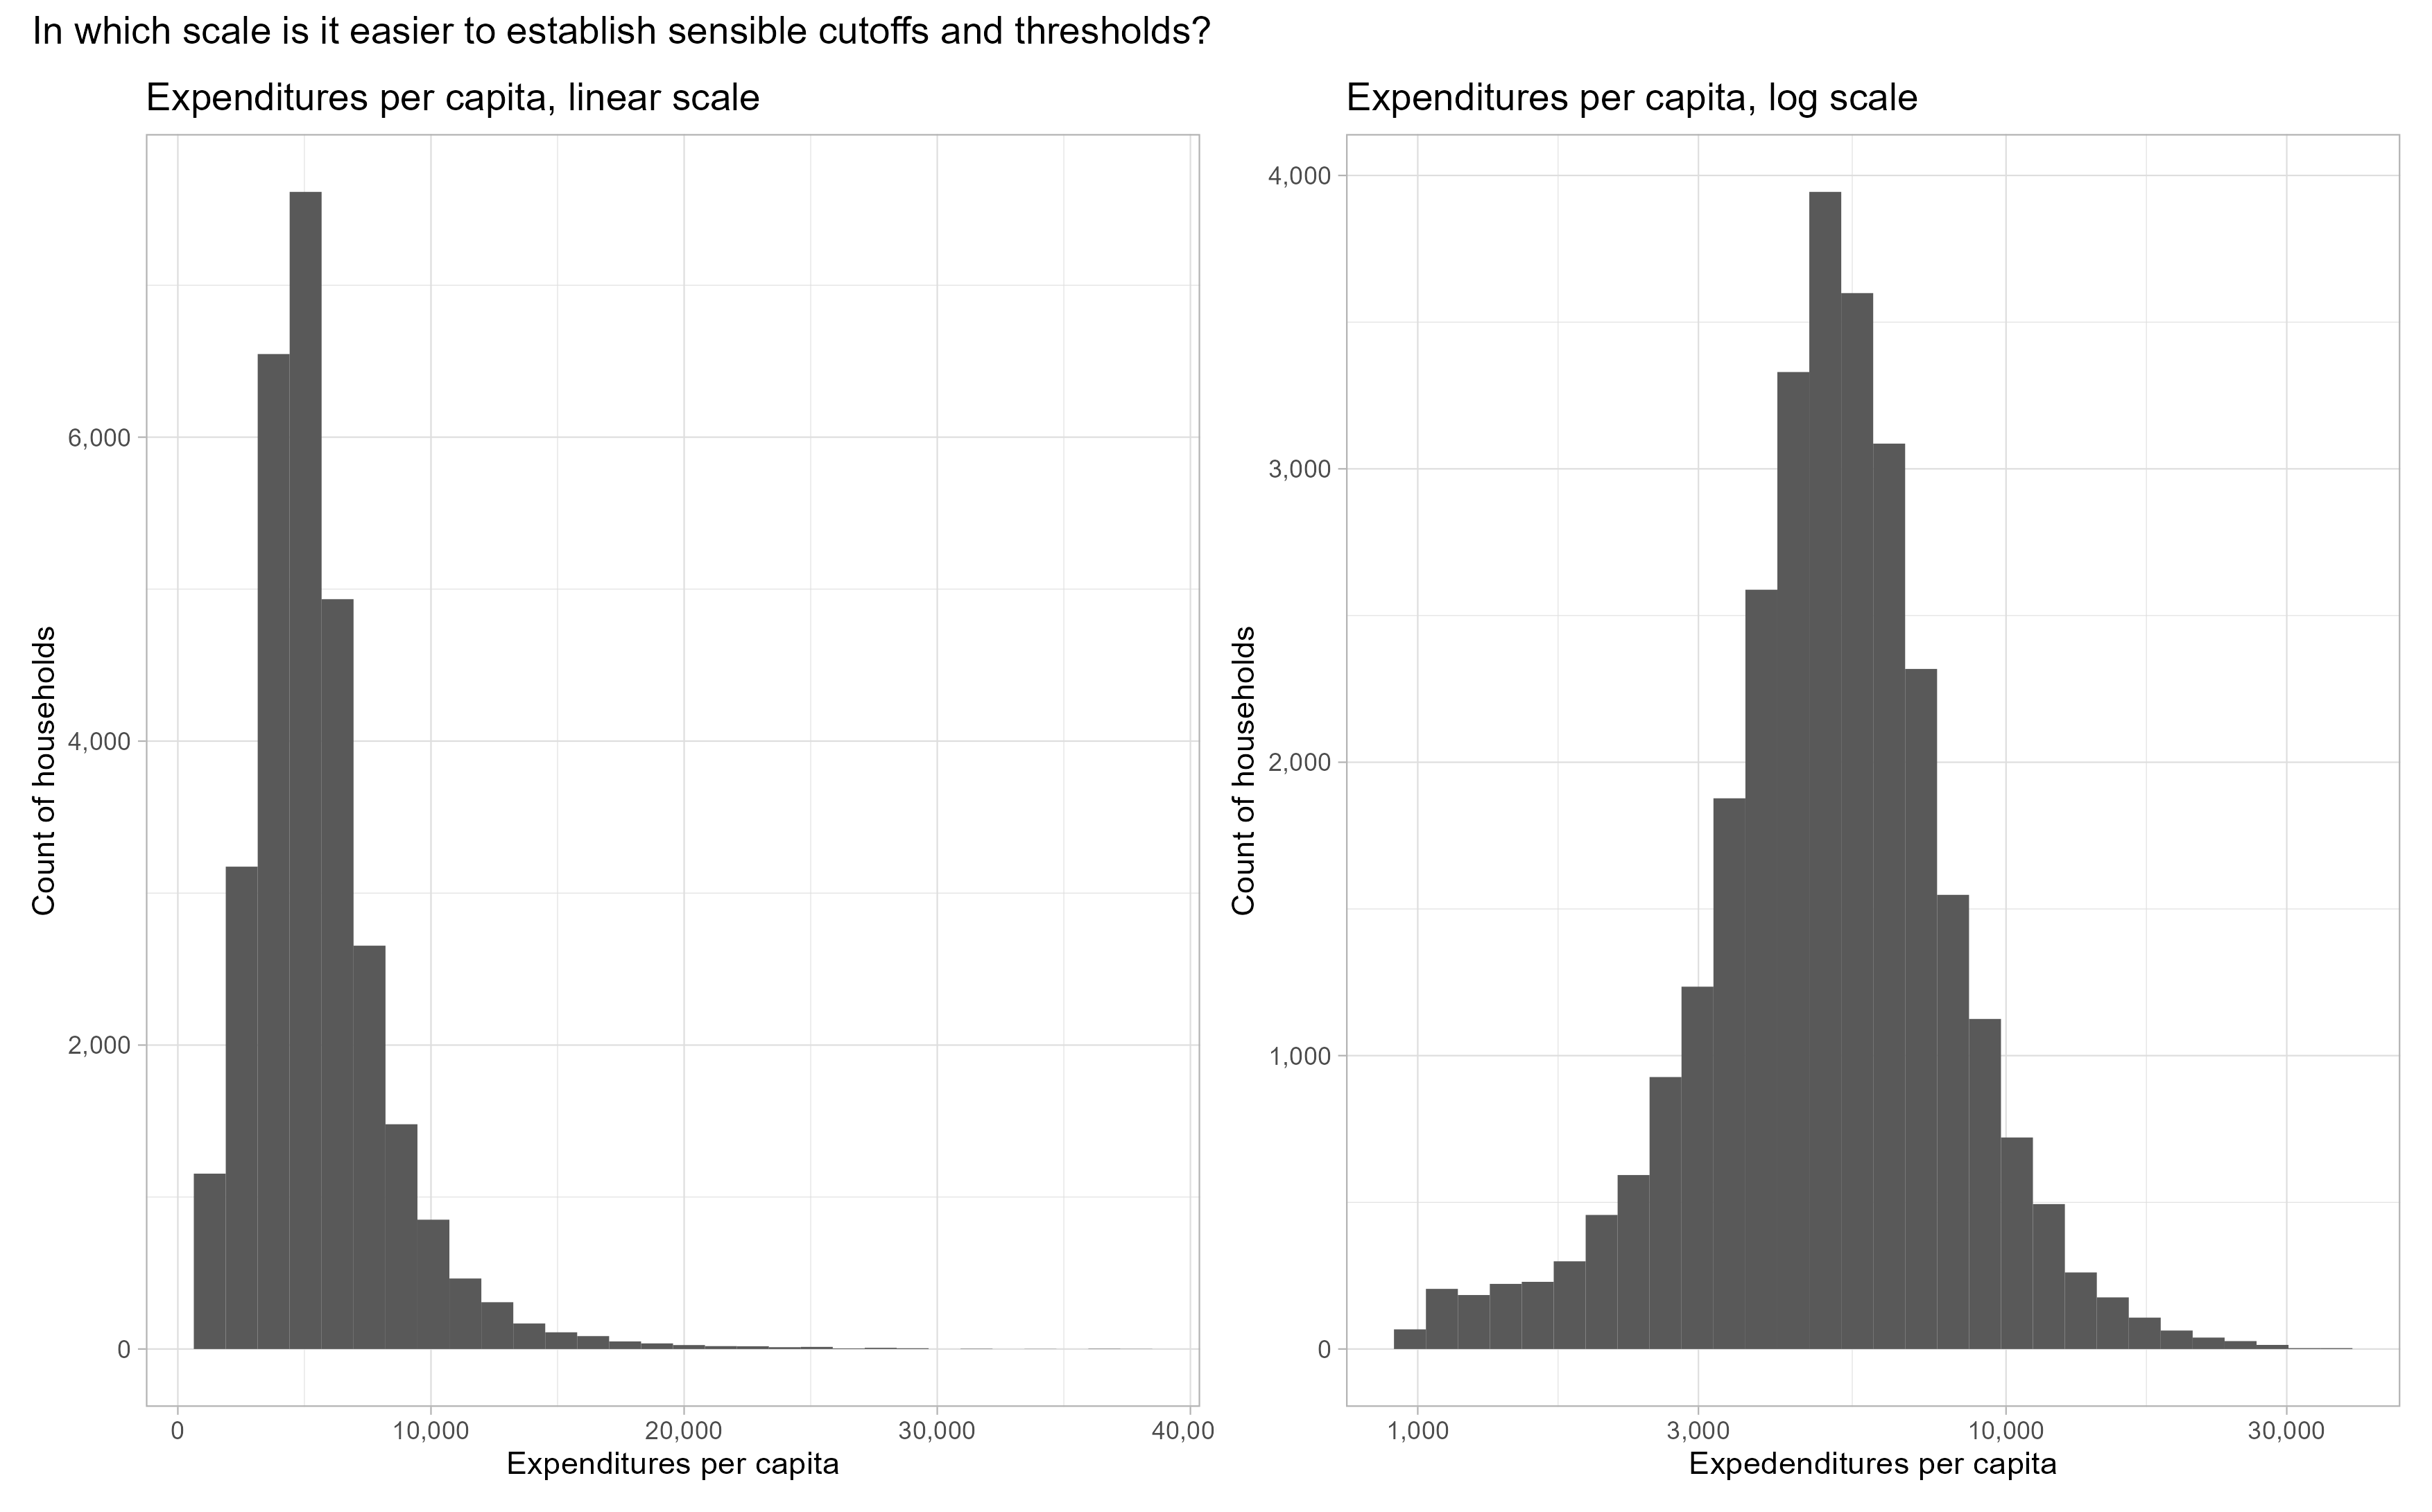 In which scale is it easier to establish sensible cutoffs and thresholds?
Expenditures per capita, linear scale
Count of households
6,000
4,000
2,000
0
0 10,000 20,000 30,000 40,00
Expenditures per capita
Expenditures per capita, log scale
Count of households
4,000
3,000
2,000
1,000
0
1,000 3,000 10,000 30,000
Expedenditures per capita